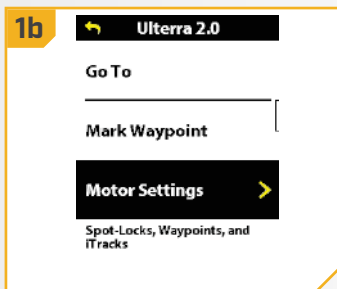 1b
Ulterra 2.0
Go To
Mark Waypoint
Motor Settings
Spot-Locks, Waypoints, and
iTracks